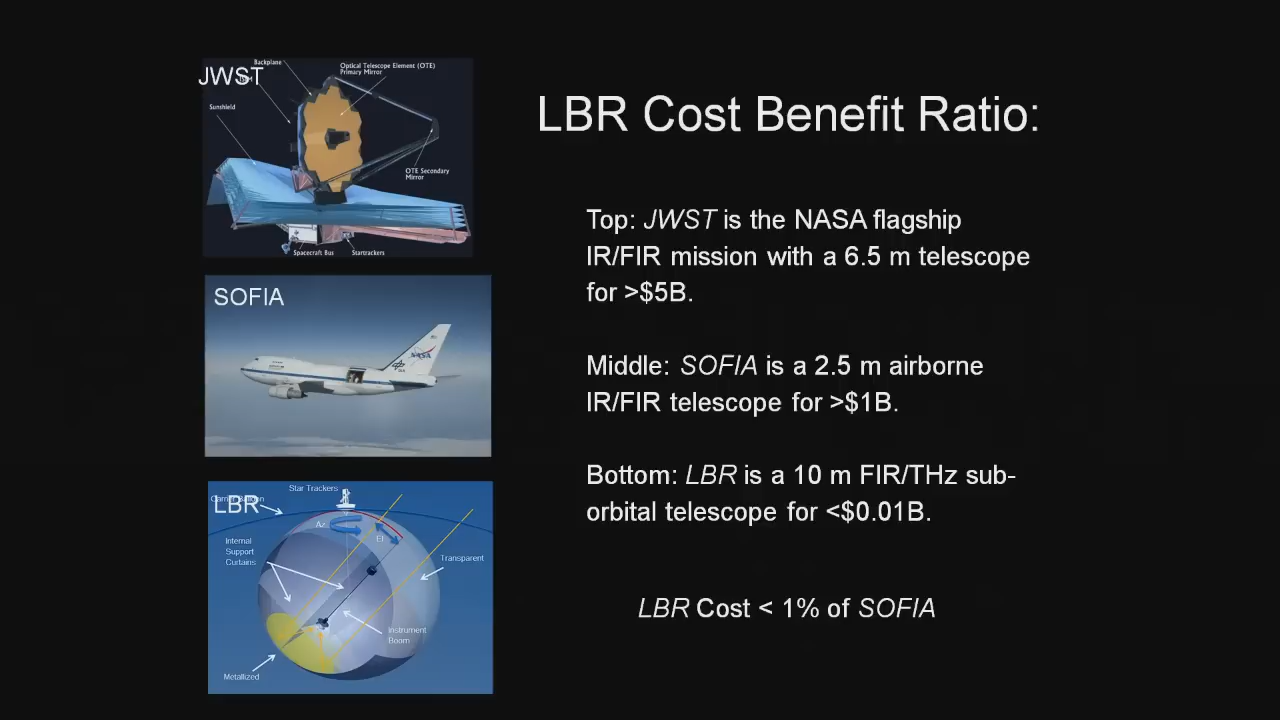 JWST
Backplane
Optical Telescope Element (OTE)
Primary Mirror
Sunshield
OTE Secondary
Mirror
Spacecraft Bus
Startrackers
LBR Cost Benefit Ratio:
Top: JWST is the NASA flagship
IR/FIR mission with a 6.5 m telescope
for >$5B.
SOFIA
NASA
Middle: SOFIA is a 2.5 m airborne
IR/FIR telescope for >$1B.
LBR
Star Trackers
Az
El
Internal
Support
Curtains
Transparent
Instrument
Boom
Metallized
Bottom: LBR is a 10 m FIR/THz sub-
orbital telescope for <$0.01B.
LBR Cost < 1% of SOFIA